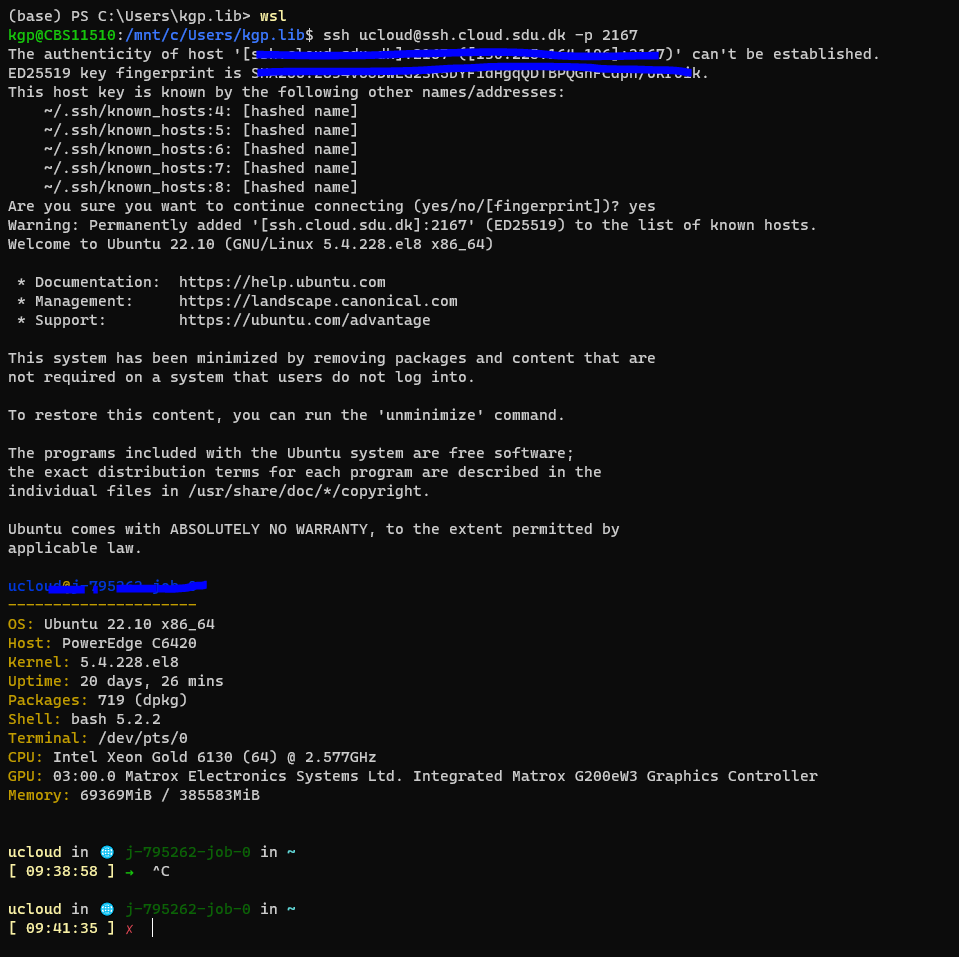 (base) PS C:\Users\kgp.lib> wsl
kgp@CBS11510:/mnt/c/Users/kgp.lib$ ssh ucloud@ssh.cloud.sdu.dk -p 2167
The authenticity of host can't be established.
ED25519 key fingerprint is
This host key is known by the following other names/addresses:
~/.ssh/known_hosts:4: [hashed name]
~/.ssh/known_hosts:5: [hashed name]
~/.ssh/known_hosts:6: [hashed name]
~/.ssh/known_hosts:7: [hashed name]
~/.ssh/known_hosts:8: [hashed name]
Are you sure you want to continue connecting (yes/no/[fingerprint])? yes
Warning: Permanently added '[ssh.cloud.sdu.dk]:2167' (ED25519) to the list of known hosts.
Welcome to Ubuntu 22.10 (GNU/Linux 5.4.228.el8 x86_64)
* Documentation:  https://help.ubuntu.com
* Management:     https://landscape.canonical.com
* Support:        https://ubuntu.com/advantage
This system has been minimized by removing packages and content that are
not required on a system that users do not log into.
To restore this content, you can run the 'unminimize' command.
The programs included with the Ubuntu system are free software;
the exact distribution terms for each program are described in the
individual files in /usr/share/doc/*/copyright.
Ubuntu comes with ABSOLUTELY NO WARRANTY, to the extent permitted by
applicable law.
---------------------
OS: Ubuntu 22.10 x86_64
Host: PowerEdge C6420
Kernel: 5.4.228.el8
Uptime: 20 days, 26 mins
Packages: 719 (dpkg)
Shell: bash 5.2.2
Terminal: /dev/pts/0
CPU: Intel Xeon Gold 6130 (64) @ 2.577GHz
GPU: 03:00.0 Matrox Electronics Systems Ltd. Integrated Matrox G200eW3 Graphics Controller
Memory: 69369MiB / 385583MiB
ucloud in 🌐 j-795262-job-0 in ~
[ 09:38:58 ] → ^C
ucloud in 🌐 j-795262-job-0 in ~
[ 09:41:35 ] ✗